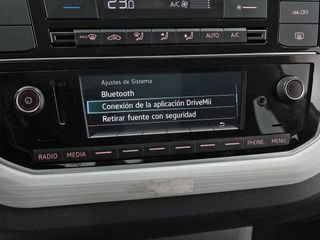 23.0 A/C OFF
AUTO A/C
Ajustes de Sistema
Bluetooth
Conexión de la aplicación DriveMii
Retirar fuente con seguridad
RADIO MEDIA PHONE MENU